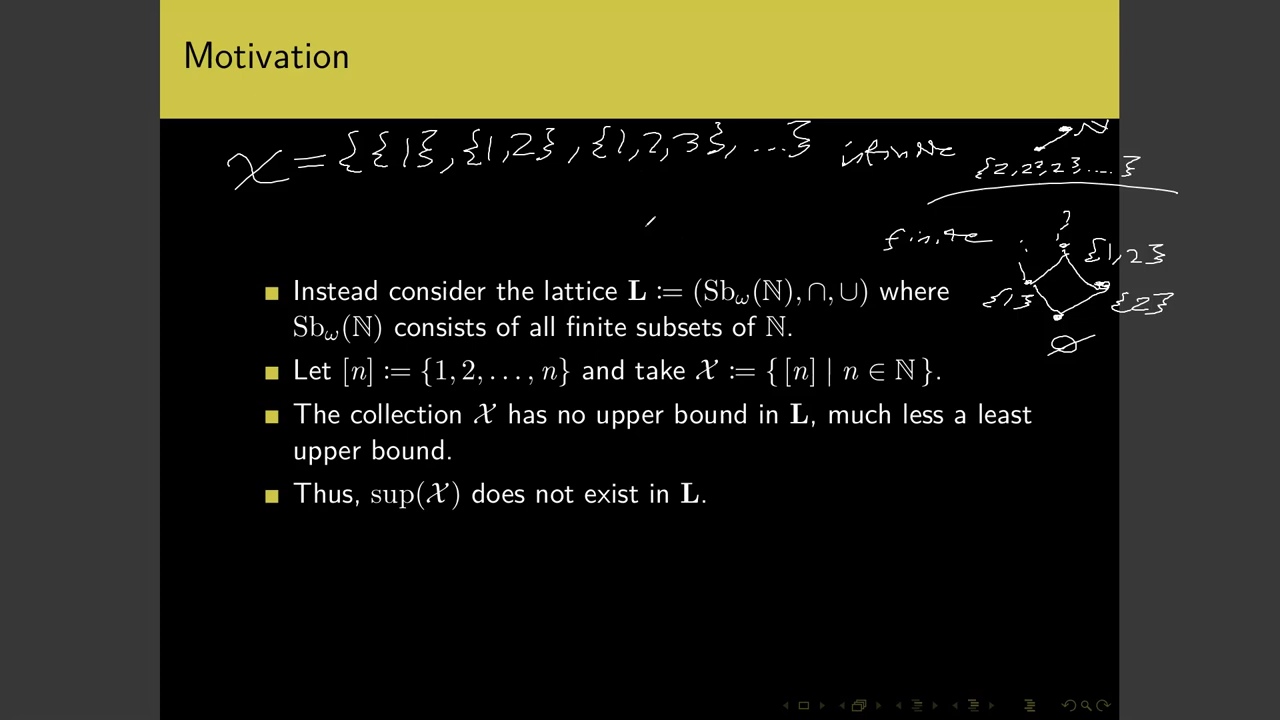 Motivation
𝒳 = {{1}, {1,2}, {1,2,3}, ...} infinite
ℕ
{2, 2², 2³, ....}
finite
?
{1,2}
{1} {2}
∅
Instead consider the lattice L := (Sb_ω(ℕ), ∩, ∪) where
Sb_ω(ℕ) consists of all finite subsets of ℕ.
Let [n] := {1, 2, ..., n} and take 𝒳 := { [n] | n ∈ ℕ }.
The collection 𝒳 has no upper bound in L, much less a least
upper bound.
Thus, sup(𝒳) does not exist in L.